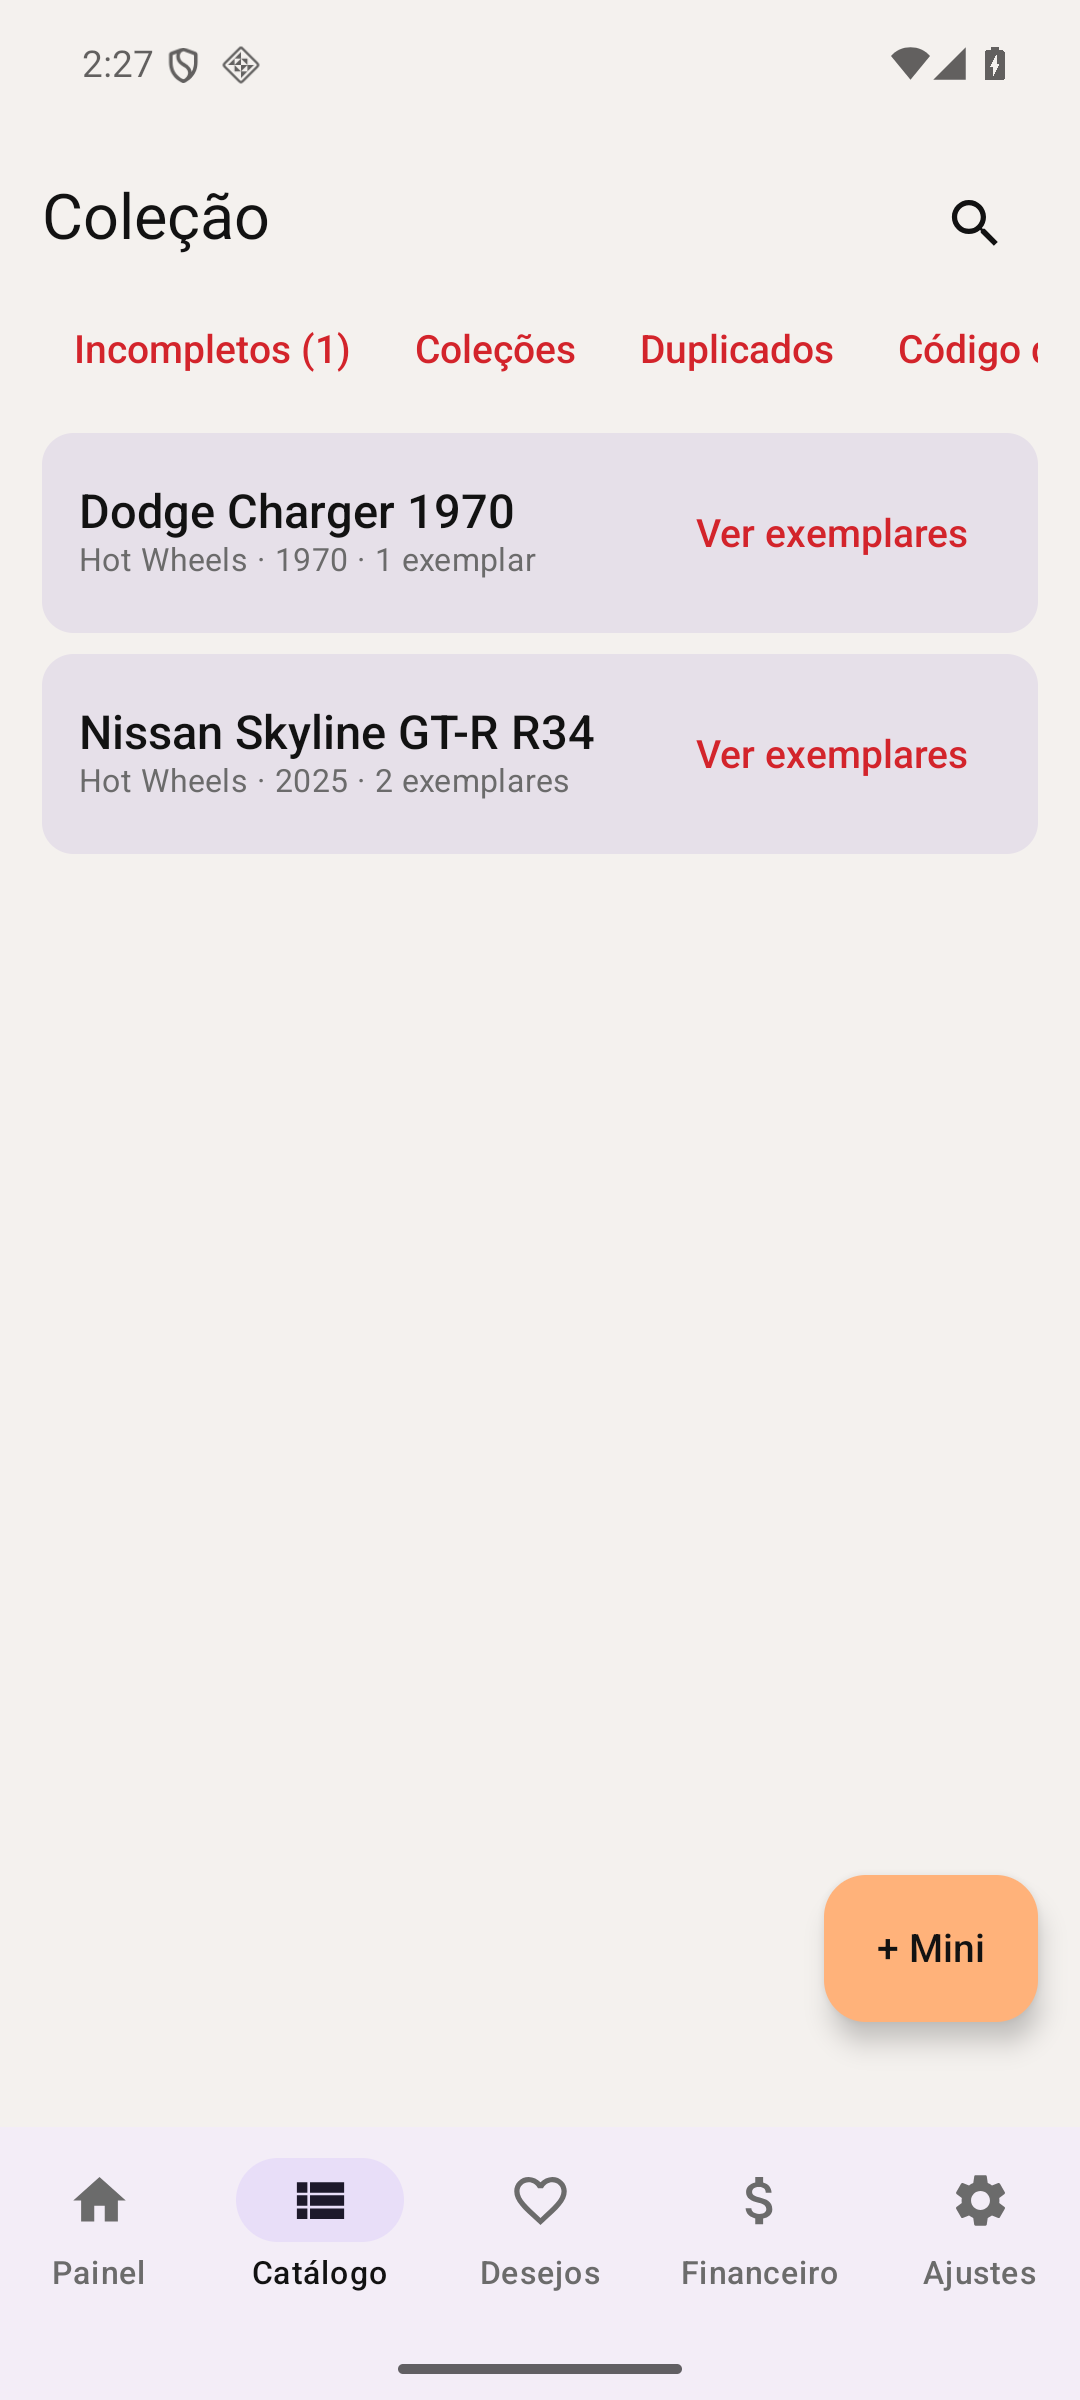 2:27
Coleção
Incompletos (1) Coleções Duplicados Código
Dodge Charger 1970
Hot Wheels · 1970 · 1 exemplar
Ver exemplares
Nissan Skyline GT-R R34
Hot Wheels · 2025 · 2 exemplares
Ver exemplares
+ Mini
Painel Catálogo Desejos Financeiro Ajustes